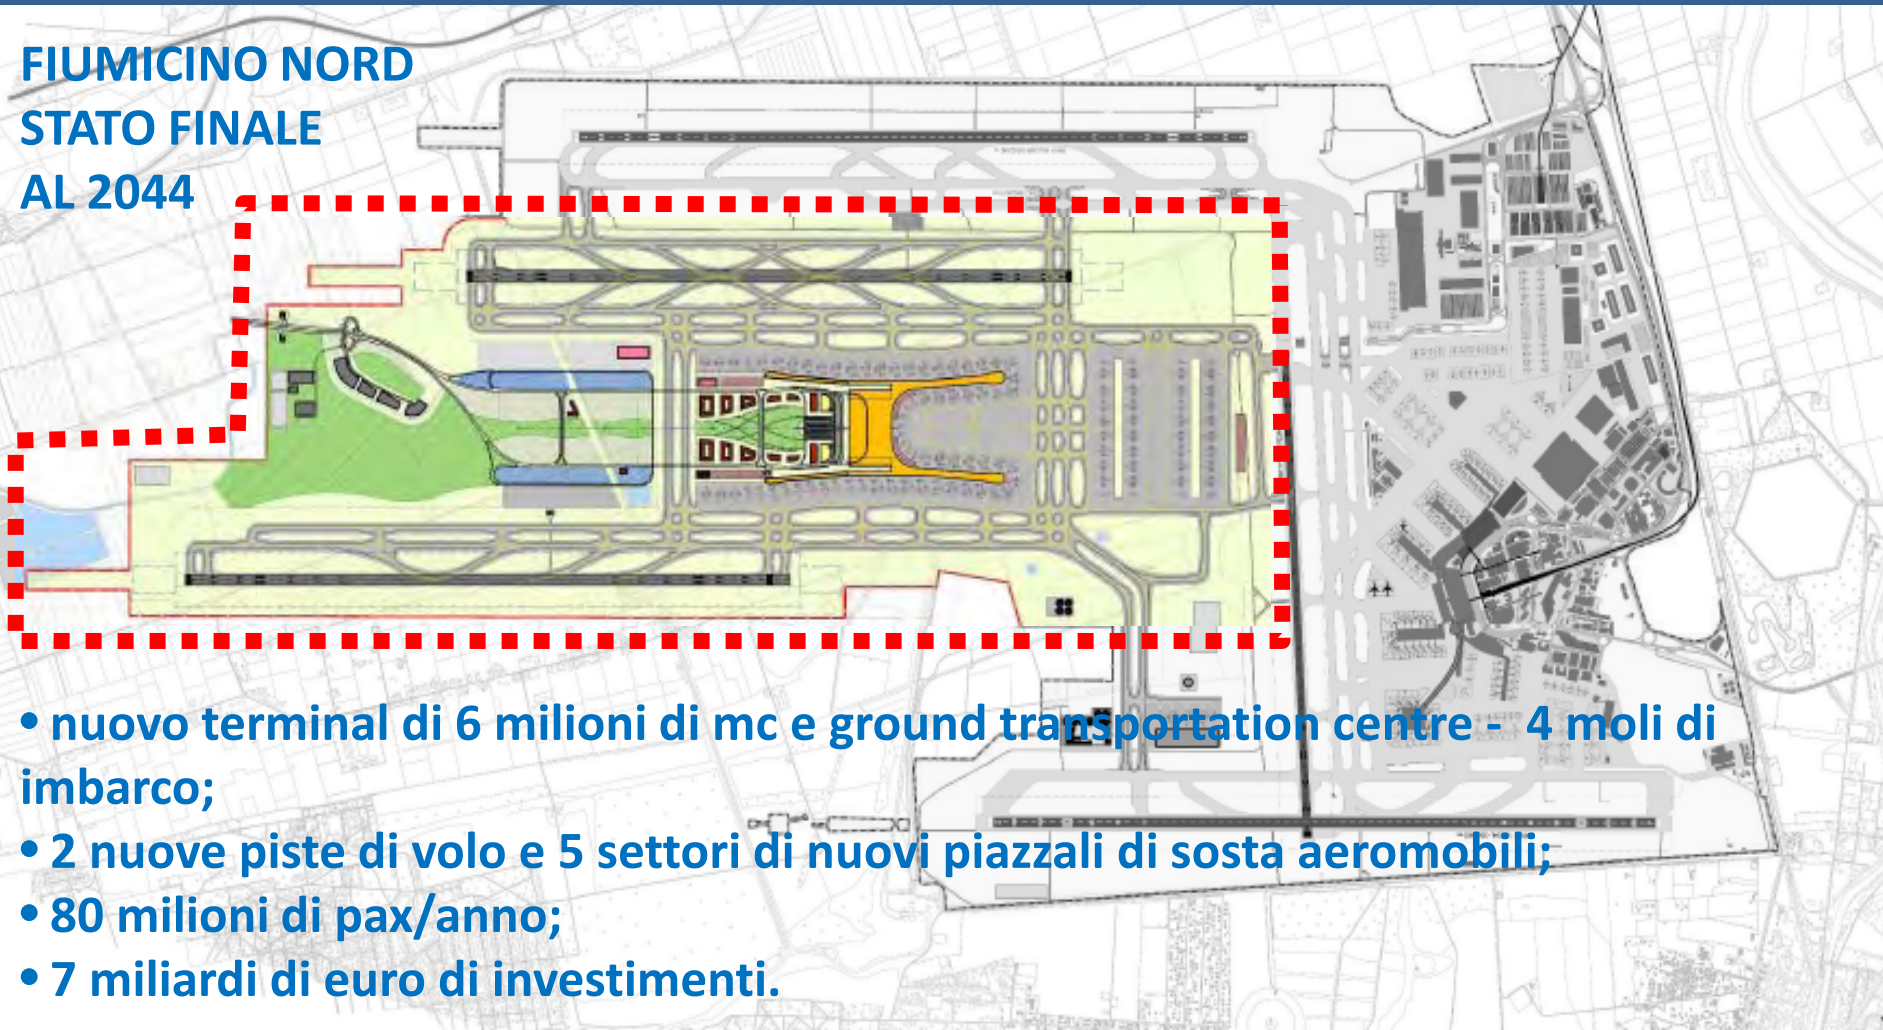 FIUMICINO NORD
STATO FINALE
AL 2044
• nuovo terminal di 6 milioni di mc e ground transportation centre - 4 moli di
imbarco;
• 2 nuove piste di volo e 5 settori di nuovi piazzali di sosta aeromobili;
• 80 milioni di pax/anno;
• 7 miliardi di euro di investimenti.